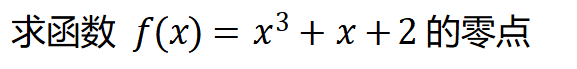 求函数 f(x) = x³ + x + 2 的零点